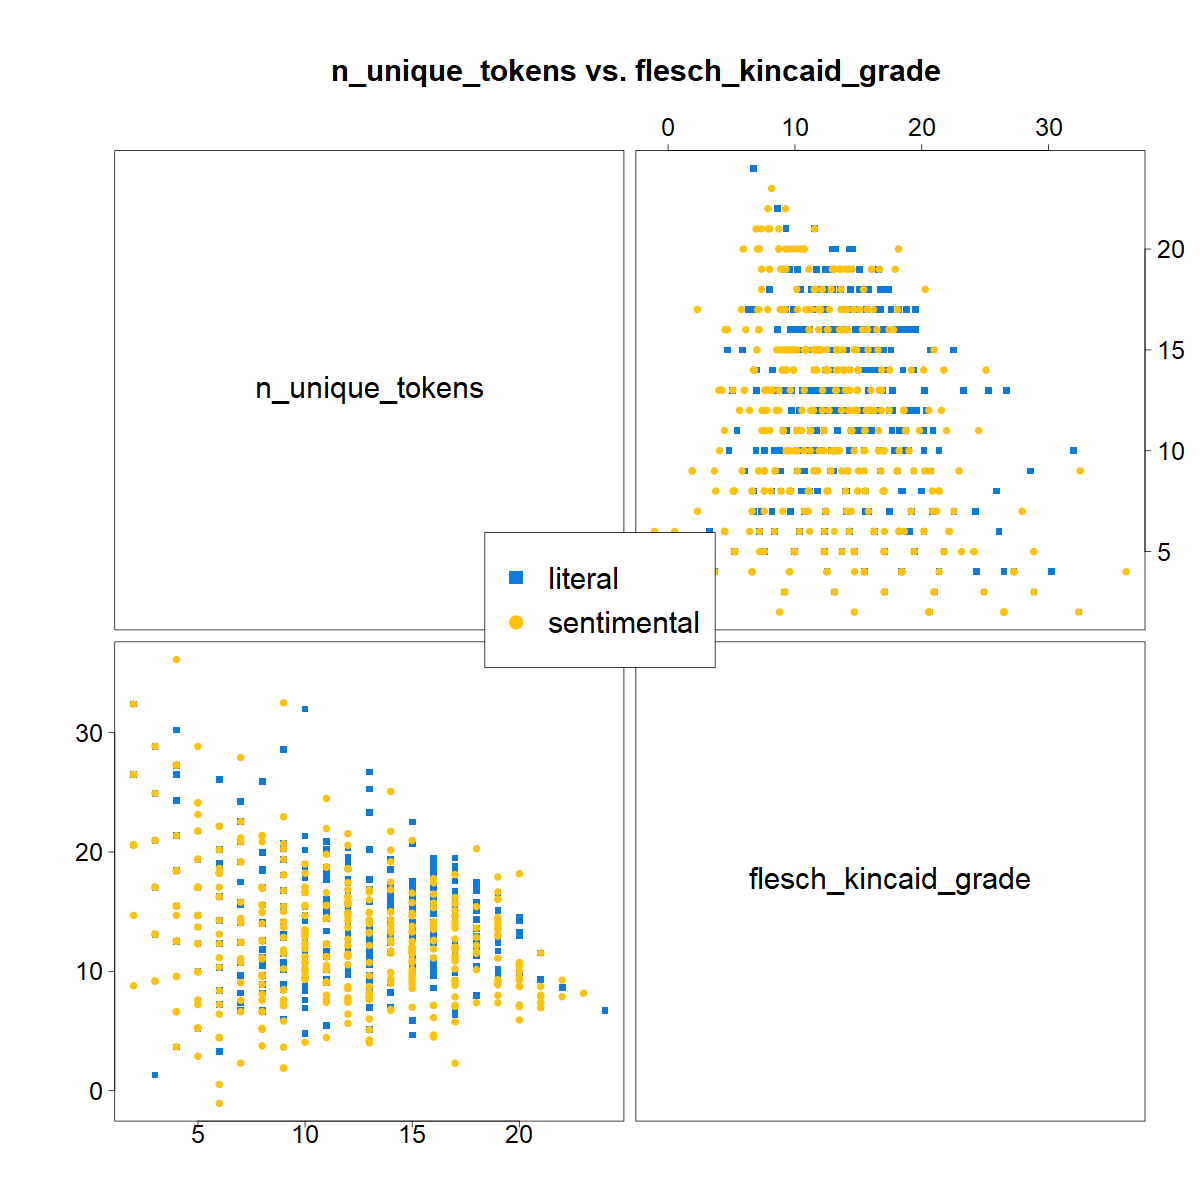 n_unique_tokens vs. flesch_kincaid_grade
0 10 20 30
n_unique_tokens
20
15
10
5
literal
sentimental
30
20
10
0
flesch_kincaid_grade
5 10 15 20